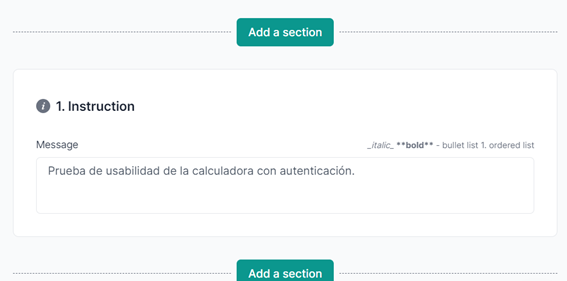 Add a section
i 1. Instruction
Message _italic_ **bold** - bullet list 1. ordered list
Prueba de usabilidad de la calculadora con autenticación.
Add a section